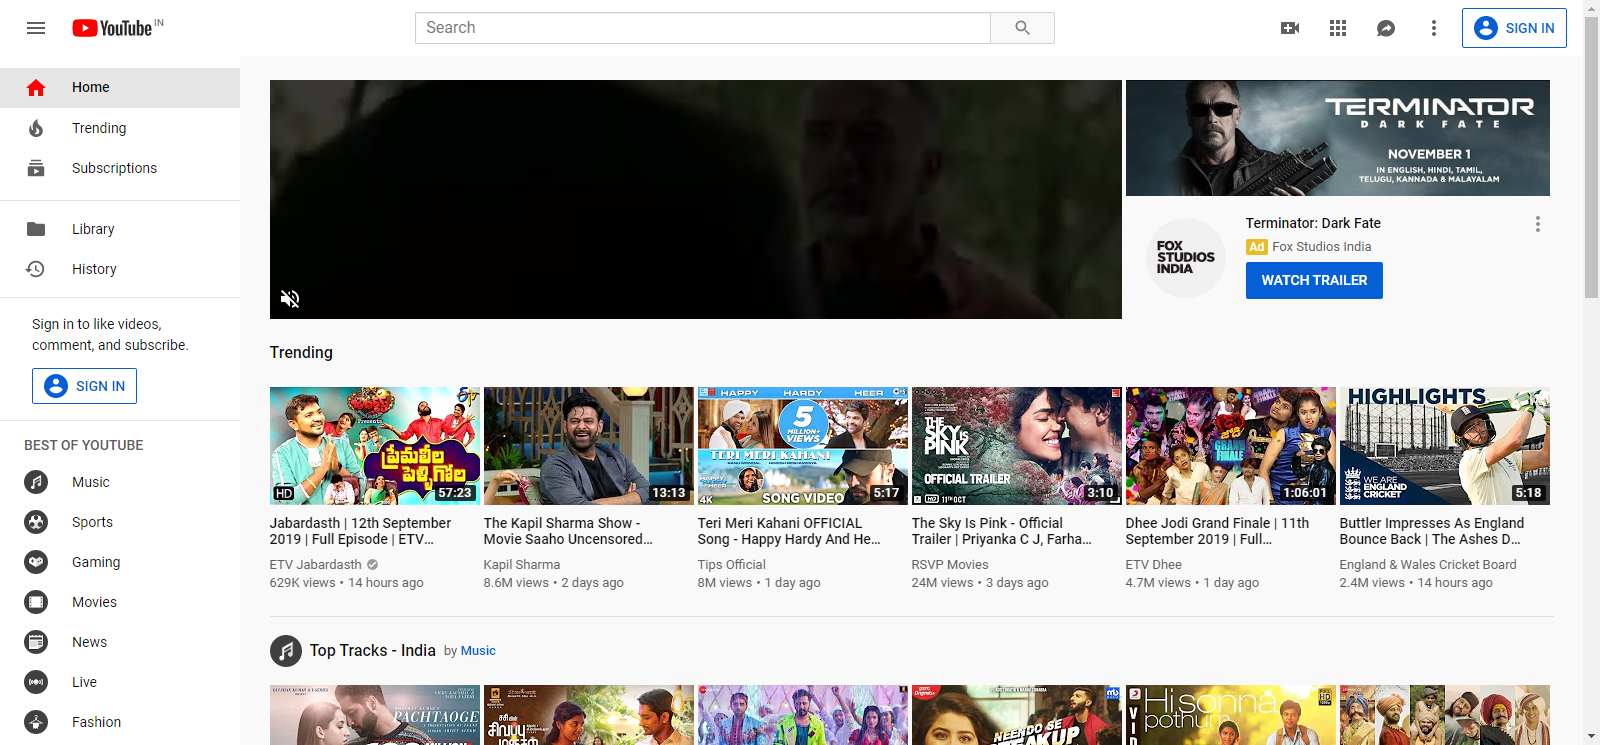 YouTube IN
Search
SIGN IN
Home
Trending
Subscriptions
Library
History
Sign in to like videos,
comment, and subscribe.
SIGN IN
BEST OF YOUTUBE
Music
Sports
Gaming
Movies
News
Live
Fashion
TERMINATOR
DARK FATE
NOVEMBER 1
IN ENGLISH, HINDI, TAMIL,
TELUGU, KANNADA & MALAYALAM
FOX
STUDIOS
INDIA
Terminator: Dark Fate
Ad Fox Studios India
WATCH TRAILER
Trending
ప్రేమలీల
పెళ్ళిగోల
HD
57:23
Jabardasth | 12th September
2019 | Full Episode | ETV…
ETV Jabardasth
629K views • 14 hours ago
13:13
The Kapil Sharma Show -
Movie Saaho Uncensored…
Kapil Sharma
8.6M views • 2 days ago
HAPPY HARDY HEER
5
MILLION+
VIEWS
TERI MERI KAHANI
4K
SONG VIDEO
5:17
Teri Meri Kahani OFFICIAL
Song - Happy Hardy And He…
Tips Official
8M views • 1 day ago
THE
SKY IS
PINK
OFFICIAL
TRAILER
HD
11TH OCT
3:10
The Sky Is Pink - Official
Trailer | Priyanka C J, Farha…
RSVP Movies
24M views • 3 days ago
GRAND
FINALE
1:06:01
Dhee Jodi Grand Finale | 11th
September 2019 | Full…
ETV Dhee
4.7M views • 1 day ago
HIGHLIGHTS
WE ARE
ENGLAND
CRICKET
5:18
Buttler Impresses As England
Bounce Back | The Ashes D…
England & Wales Cricket Board
2.4M views • 14 hours ago
Top Tracks - India by Music
PACHTAOGE
சிவப்பு
NEENDO SE
BREAKUP
Hi sonna
pothum